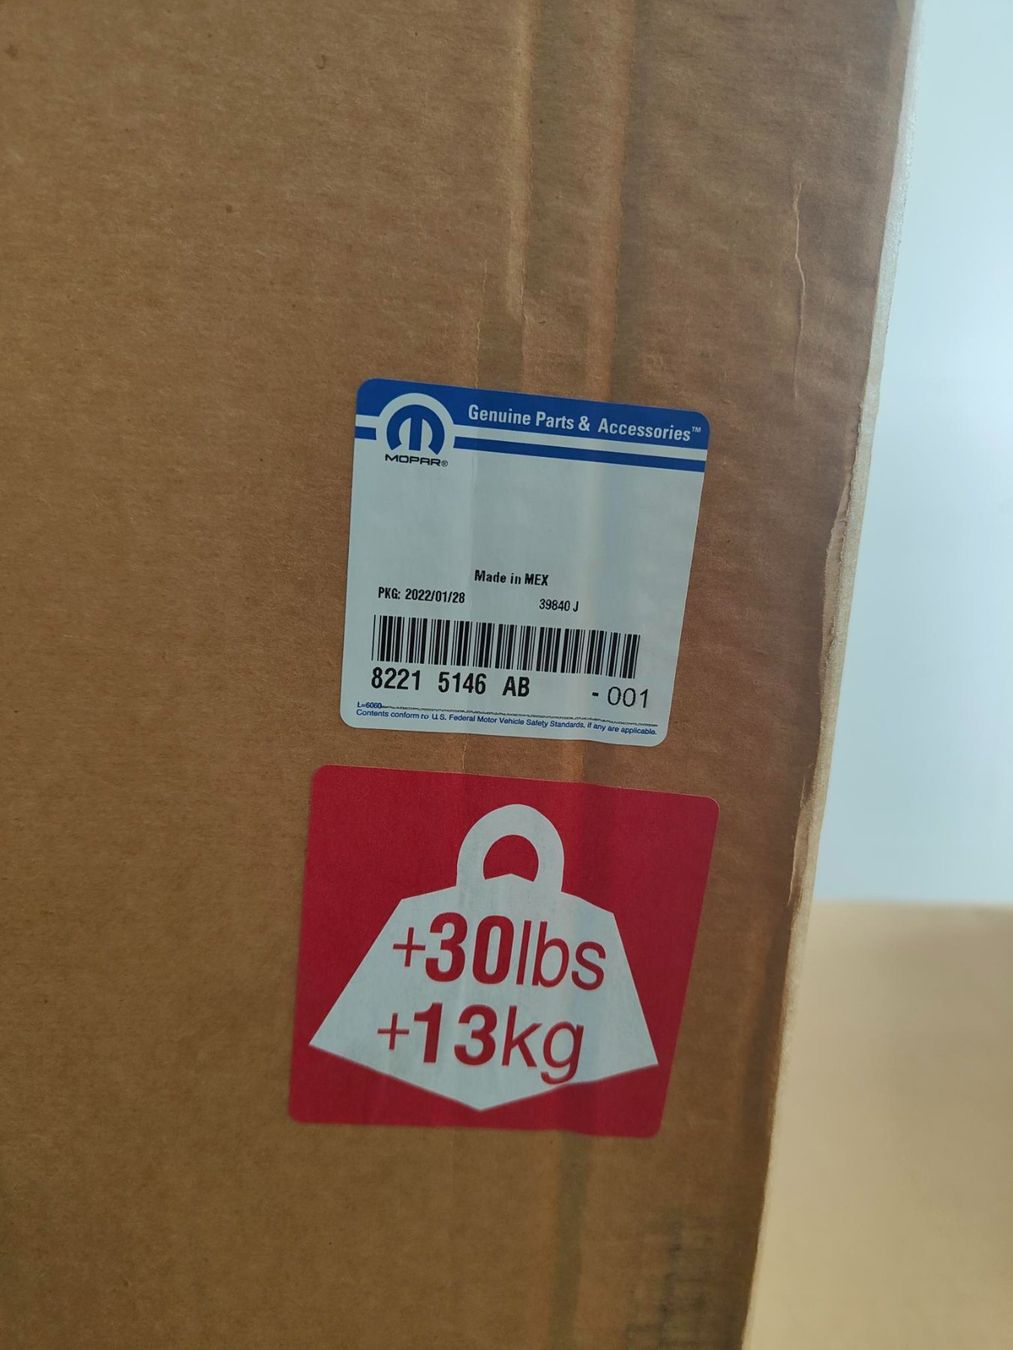 Genuine Parts & Accessories™
MOPAR®
Made in MEX
PKG: 2022/01/28 39840 J
8221 5146 AB - 001
L=6060
Contents conform to U.S. Federal Motor Vehicle Safety Standards, if any are applicable.
+30lbs
+13kg